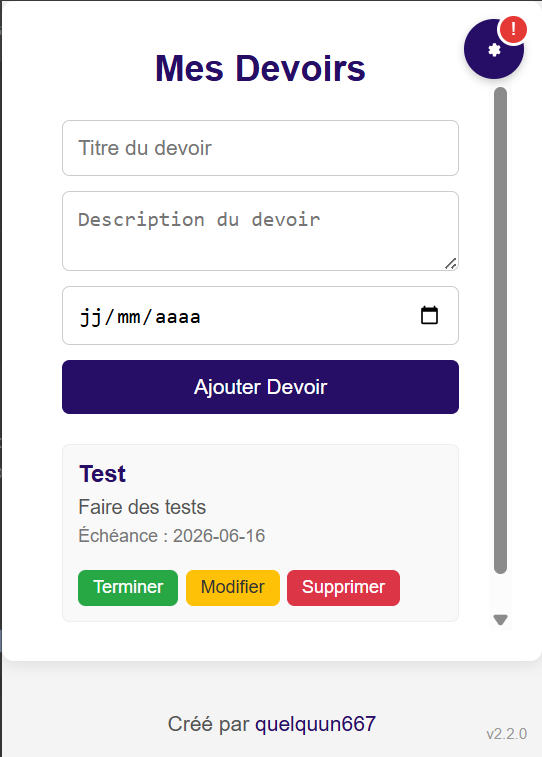 !
Mes Devoirs
Titre du devoir
Description du devoir
jj/mm/aaaa
Ajouter Devoir
Test
Faire des tests
Échéance : 2026-06-16
Terminer Modifier Supprimer
Créé par quelquun667
v2.2.0